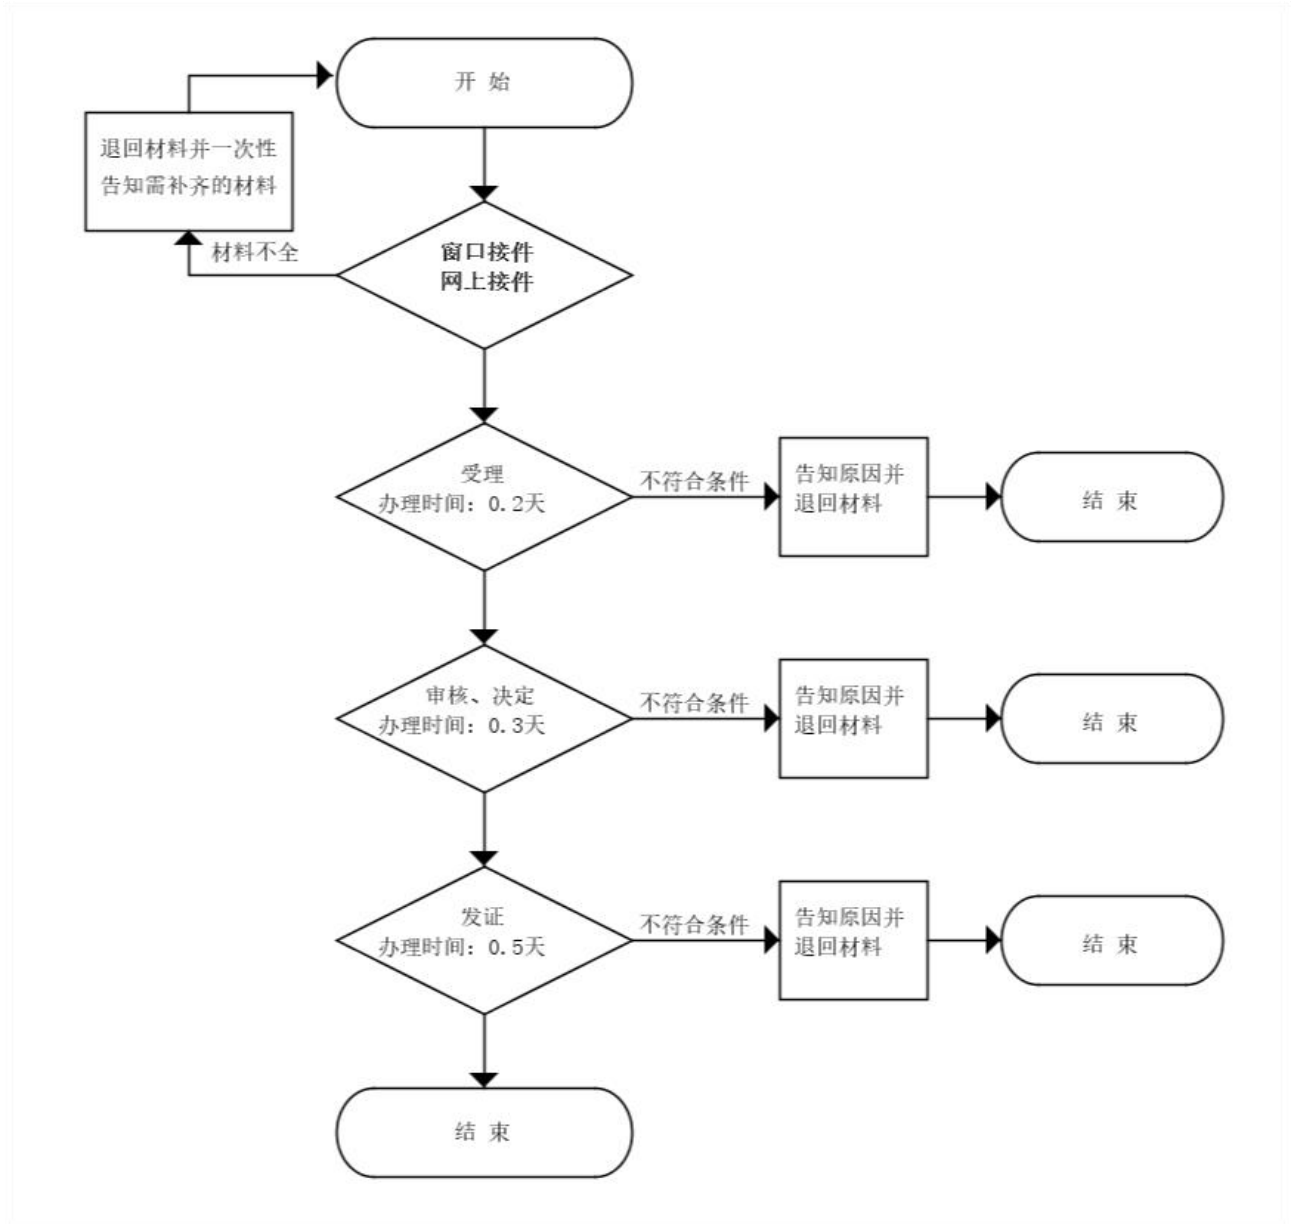 开 始
退回材料并一次性
告知需补齐的材料
材料不全
窗口接件
网上接件
受理
办理时间：0.2天
不符合条件
告知原因并
退回材料
结 束
审核、决定
办理时间：0.3天
不符合条件
告知原因并
退回材料
结 束
发证
办理时间：0.5天
不符合条件
告知原因并
退回材料
结 束
结 束